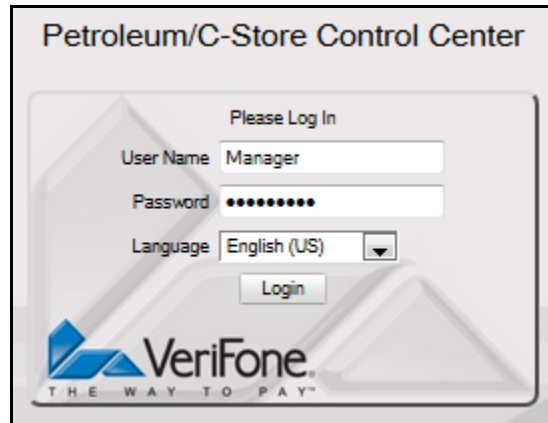 Petroleum/C-Store Control Center
Please Log In
User Name Manager
Password •••••••••
Language English (US)
Login
VeriFone.
THE WAY TO PAY™